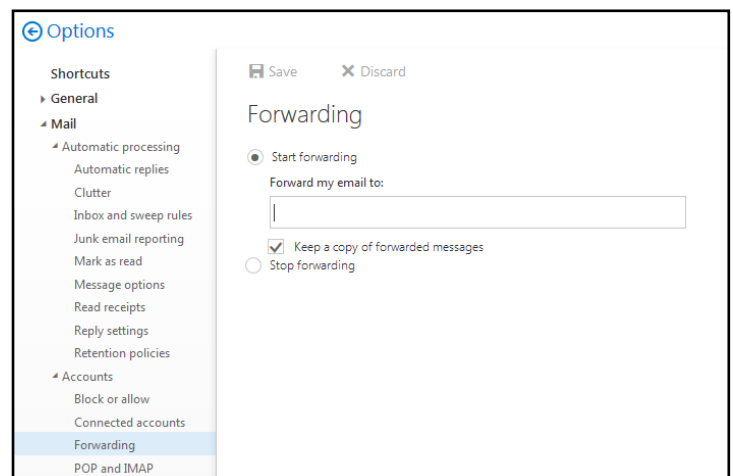 Options
Shortcuts
General
Mail
Automatic processing
Automatic replies
Clutter
Inbox and sweep rules
Junk email reporting
Mark as read
Message options
Read receipts
Reply settings
Retention policies
Accounts
Block or allow
Connected accounts
Forwarding
POP and IMAP
Save Discard
Forwarding
Start forwarding
Forward my email to:
Keep a copy of forwarded messages
Stop forwarding